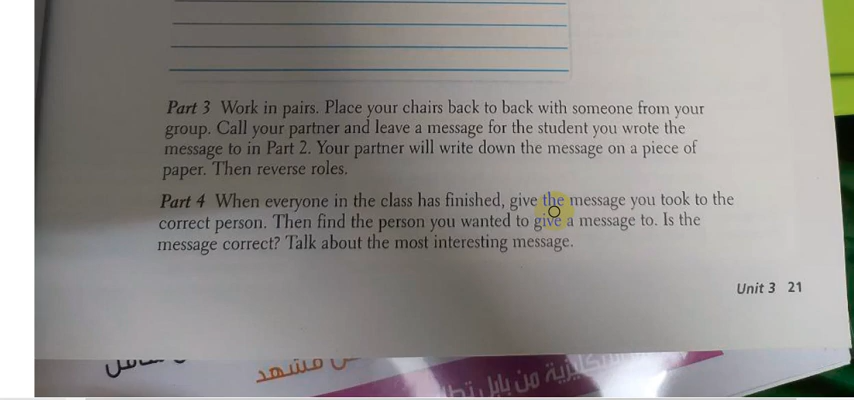 Part 3 Work in pairs. Place your chairs back to back with someone from your
group. Call your partner and leave a message for the student you wrote the
message to in Part 2. Your partner will write down the message on a piece of
paper. Then reverse roles.
Part 4 When everyone in the class has finished, give the message you took to the
correct person. Then find the person you wanted to give a message to. Is the
message correct? Talk about the most interesting message.
Unit 3 21
مشهد
من بابل